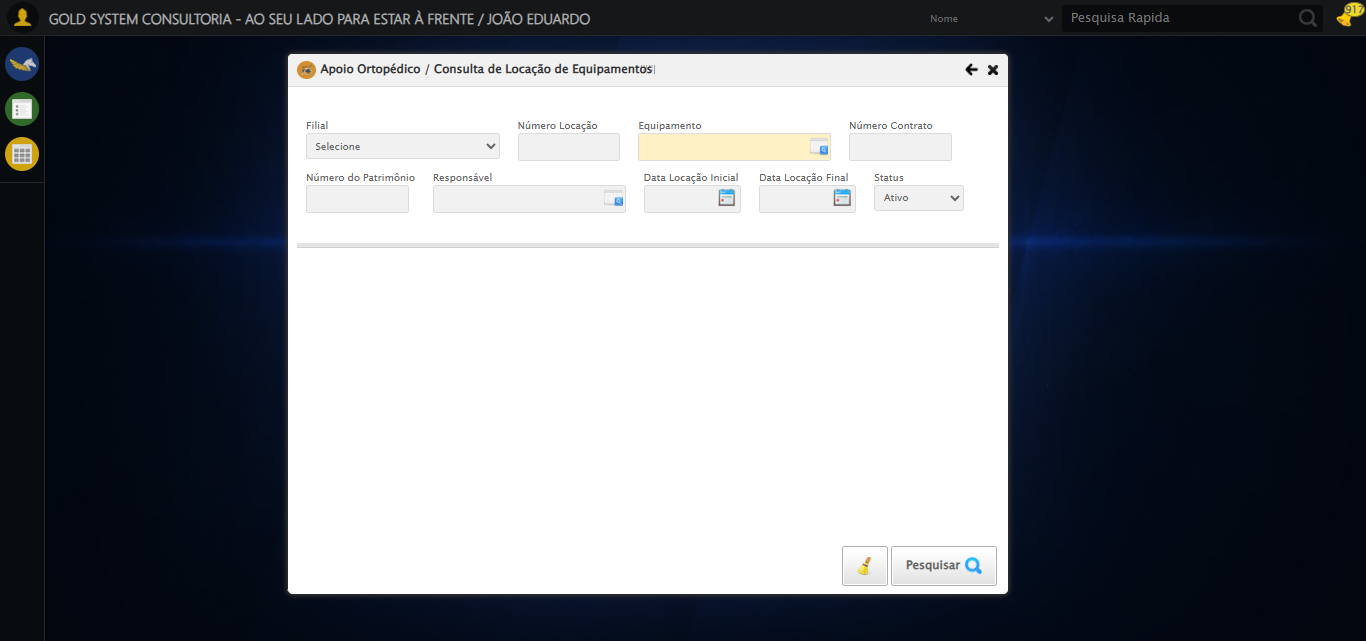 GOLD SYSTEM CONSULTORIA - AO SEU LADO PARA ESTAR À FRENTE / JOÃO EDUARDO
Nome
Pesquisa Rapida
917
Apoio Ortopédico / Consulta de Locação de Equipamento
Filial
Número Locação
Equipamento
Número Contrato
Selecione
Número do Patrimônio
Responsável
Data Locação Inicial
Data Locação Final
Status
Ativo
Pesquisar